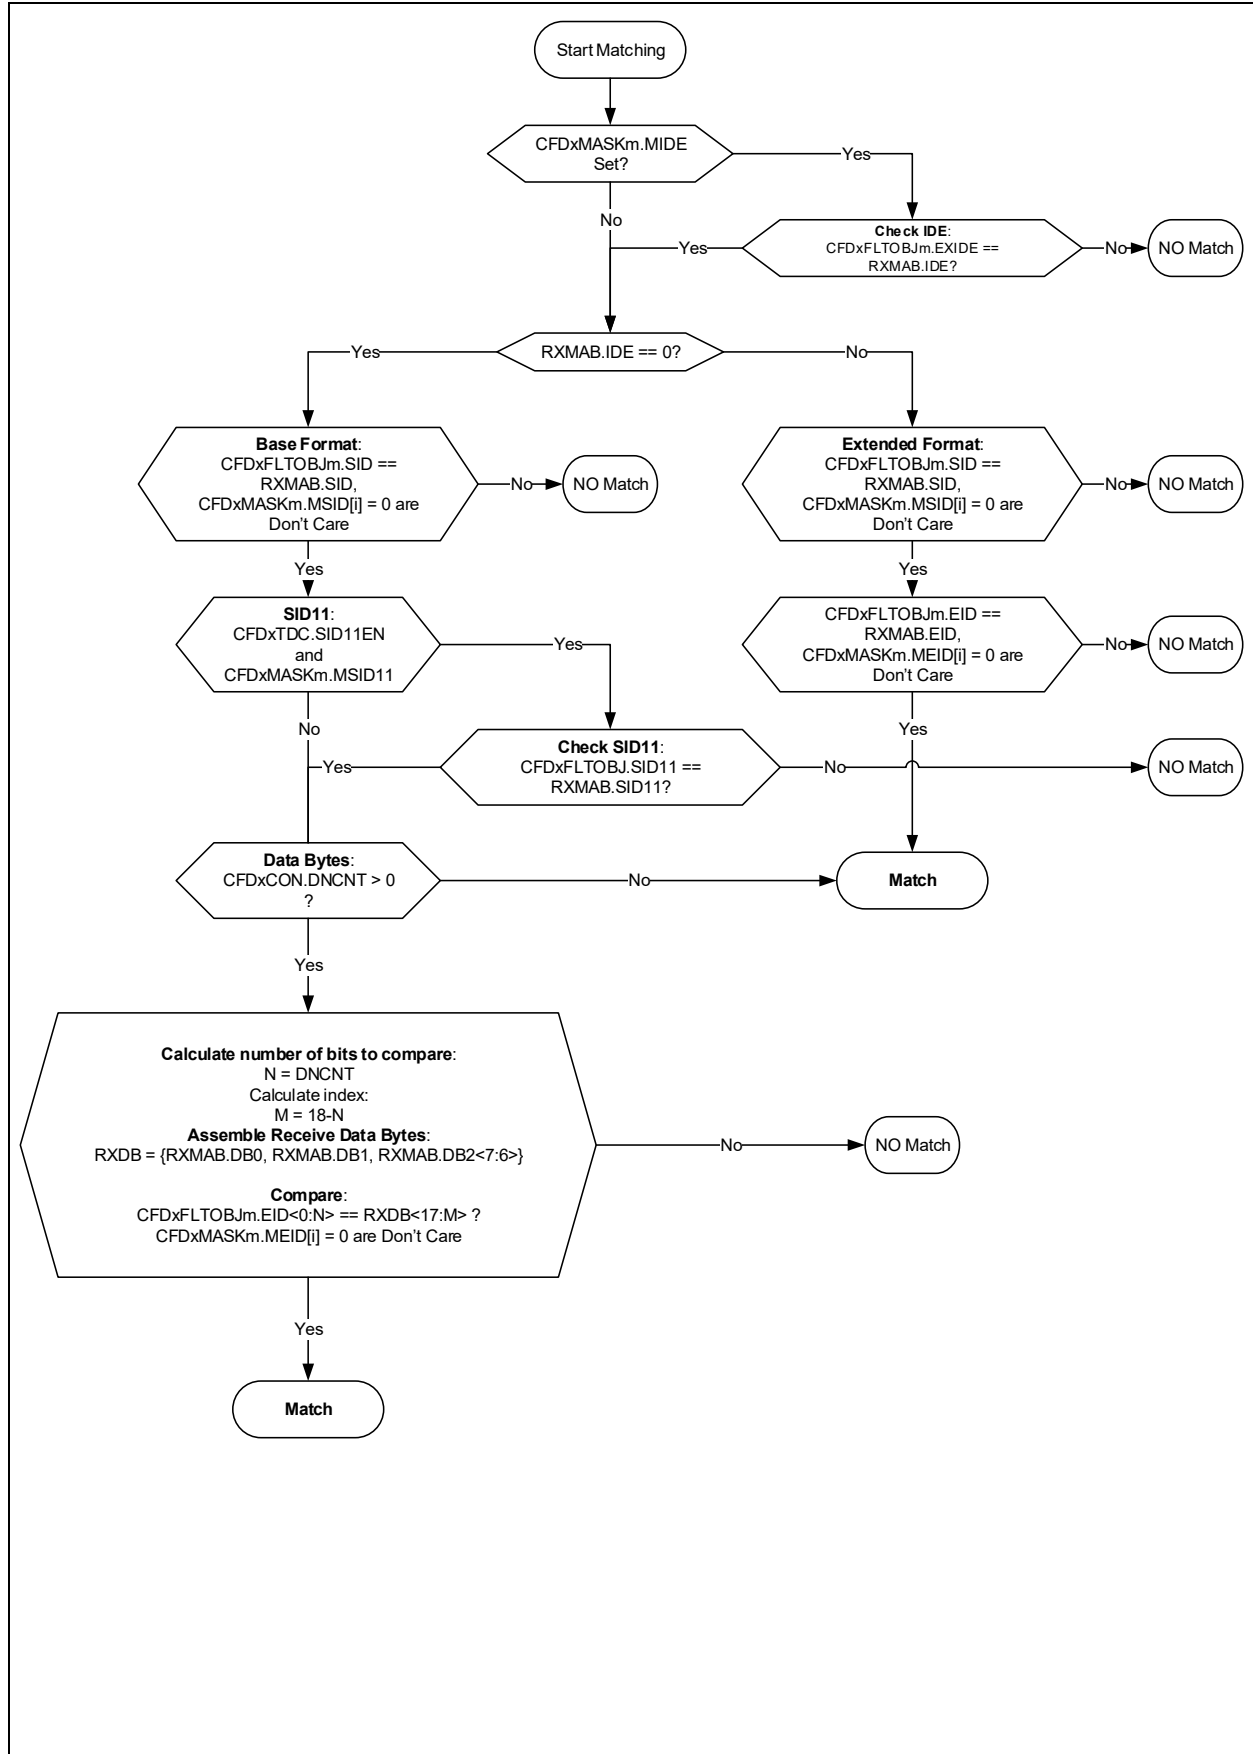 Start Matching
CFDxMASKm.MIDE
Set?
Yes
No
Check IDE:
CFDxFLTOBJm.EXIDE ==
RXMAB.IDE?
Yes
No
NO Match
RXMAB.IDE == 0?
Yes
No
Base Format:
CFDxFLTOBJm.SID ==
RXMAB.SID,
CFDxMASKm.MSID[i] = 0 are
Don't Care
No
NO Match
Extended Format:
CFDxFLTOBJm.SID ==
RXMAB.SID,
CFDxMASKm.MSID[i] = 0 are
Don't Care
No
NO Match
Yes
Yes
SID11:
CFDxTDC.SID11EN
and
CFDxMASKm.MSID11
Yes
CFDxFLTOBJm.EID ==
RXMAB.EID,
CFDxMASKm.MEID[i] = 0 are
Don't Care
No
NO Match
No
Yes
Yes
Check SID11:
CFDxFLTOBJ.SID11 ==
RXMAB.SID11?
No
NO Match
Data Bytes:
CFDxCON.DNCNT > 0
?
No
Match
Yes
Calculate number of bits to compare:
N = DNCNT
Calculate index:
M = 18-N
Assemble Receive Data Bytes:
RXDB = {RXMAB.DB0, RXMAB.DB1, RXMAB.DB2<7:6>}
Compare:
CFDxFLTOBJm.EID<0:N> == RXDB<17:M> ?
CFDxMASKm.MEID[i] = 0 are Don't Care
No
NO Match
Yes
Match